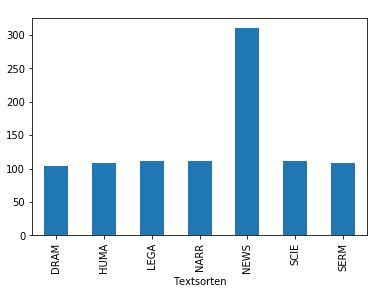 300
250
200
150
100
50
0
DRAM
HUMA
LEGA
NARR
NEWS
SCIE
SERM
Textsorten